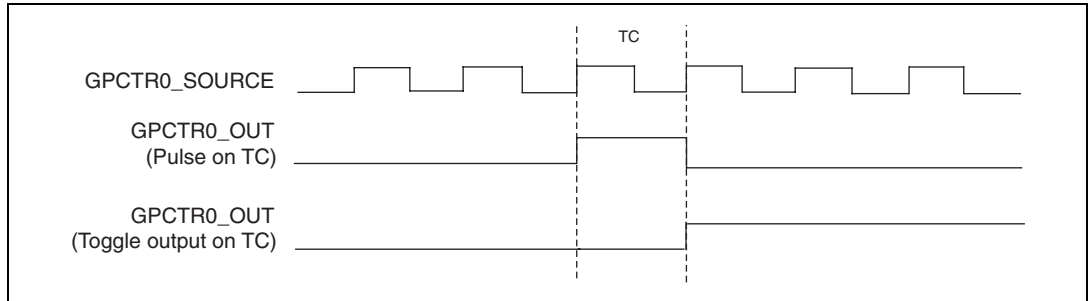 TC
GPCTR0_SOURCE
GPCTR0_OUT
(Pulse on TC)
GPCTR0_OUT
(Toggle output on TC)